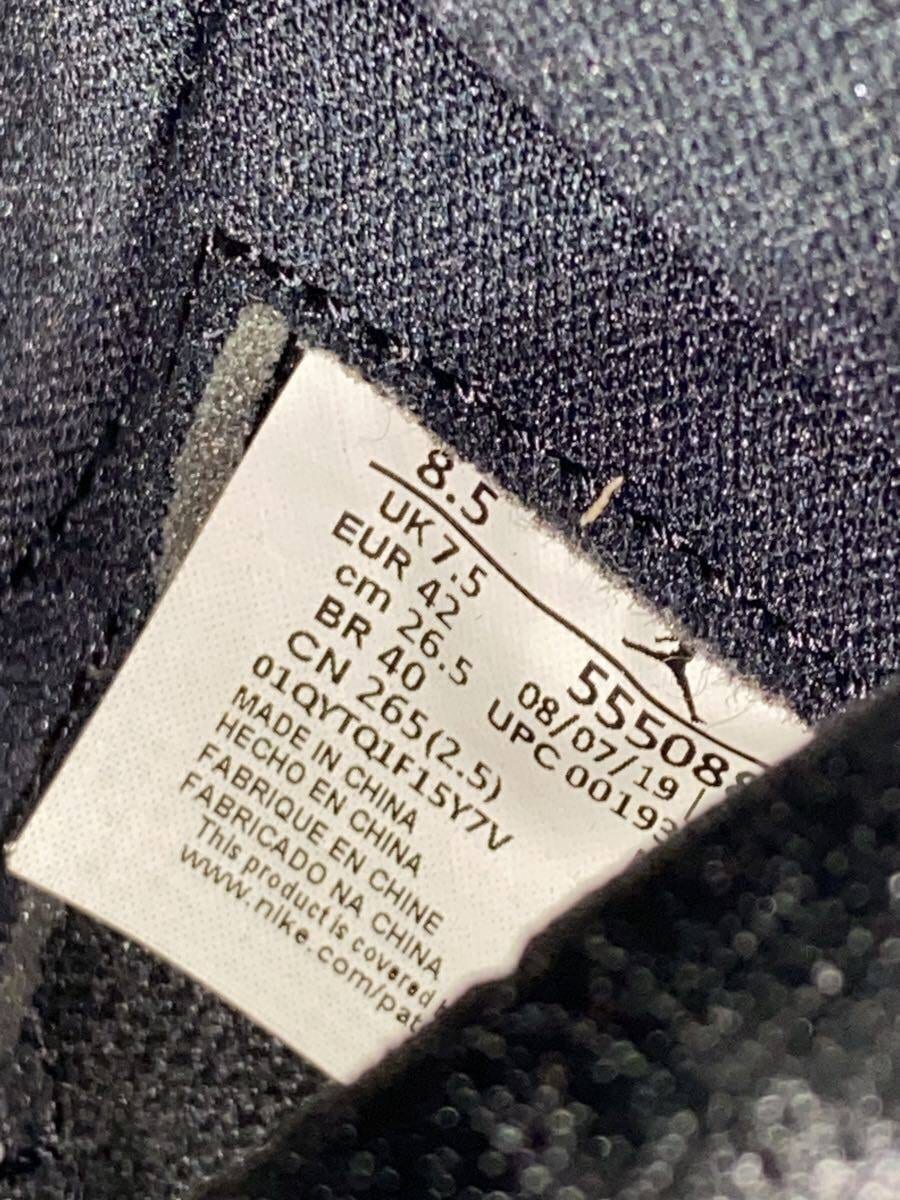 8.5
UK 7.5
EUR 42
cm 26.5
BR 40
CN 265(2.5)
01QYTQ1F15Y7V
MADE IN CHINA
HECHO EN CHINA
FABRIQUE EN CHINE
FABRICADO NA CHINA
This product is covered
www.nike.com/pat
55508
08/07/19
UPC 00193